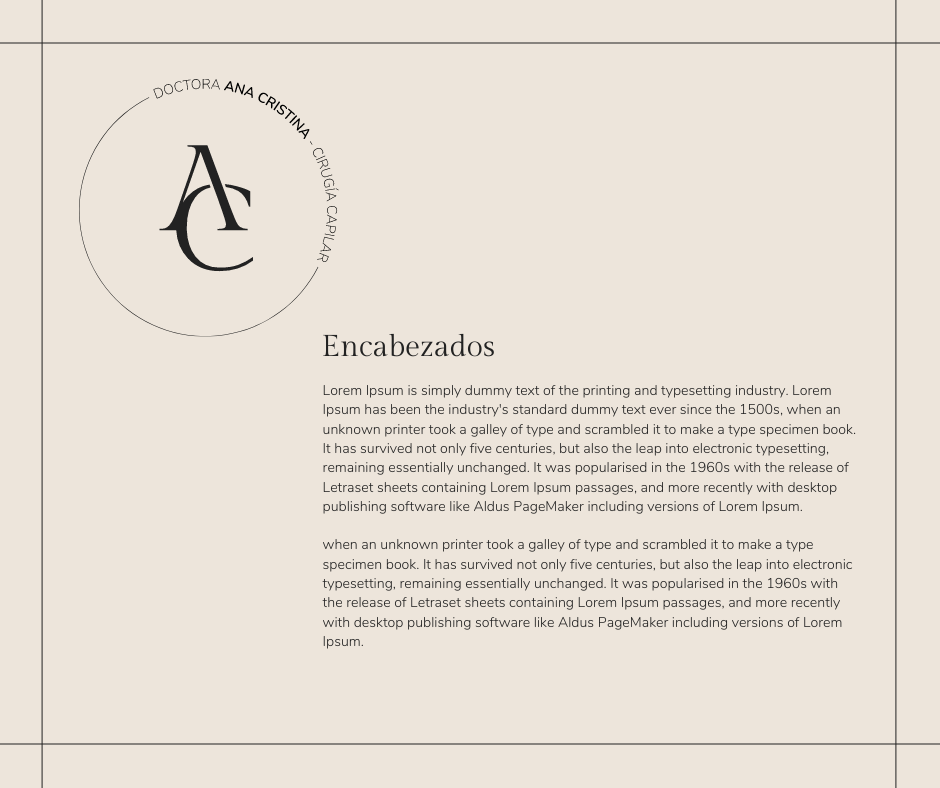 DOCTORA ANA CRISTINA - CIRUGÍA CAPILAR
AC
Encabezados
Lorem Ipsum is simply dummy text of the printing and typesetting industry. Lorem
Ipsum has been the industry's standard dummy text ever since the 1500s, when an
unknown printer took a galley of type and scrambled it to make a type specimen book.
It has survived not only five centuries, but also the leap into electronic typesetting,
remaining essentially unchanged. It was popularised in the 1960s with the release of
Letraset sheets containing Lorem Ipsum passages, and more recently with desktop
publishing software like Aldus PageMaker including versions of Lorem Ipsum.
when an unknown printer took a galley of type and scrambled it to make a type
specimen book. It has survived not only five centuries, but also the leap into electronic
typesetting, remaining essentially unchanged. It was popularised in the 1960s with
the release of Letraset sheets containing Lorem Ipsum passages, and more recently
with desktop publishing software like Aldus PageMaker including versions of Lorem
Ipsum.